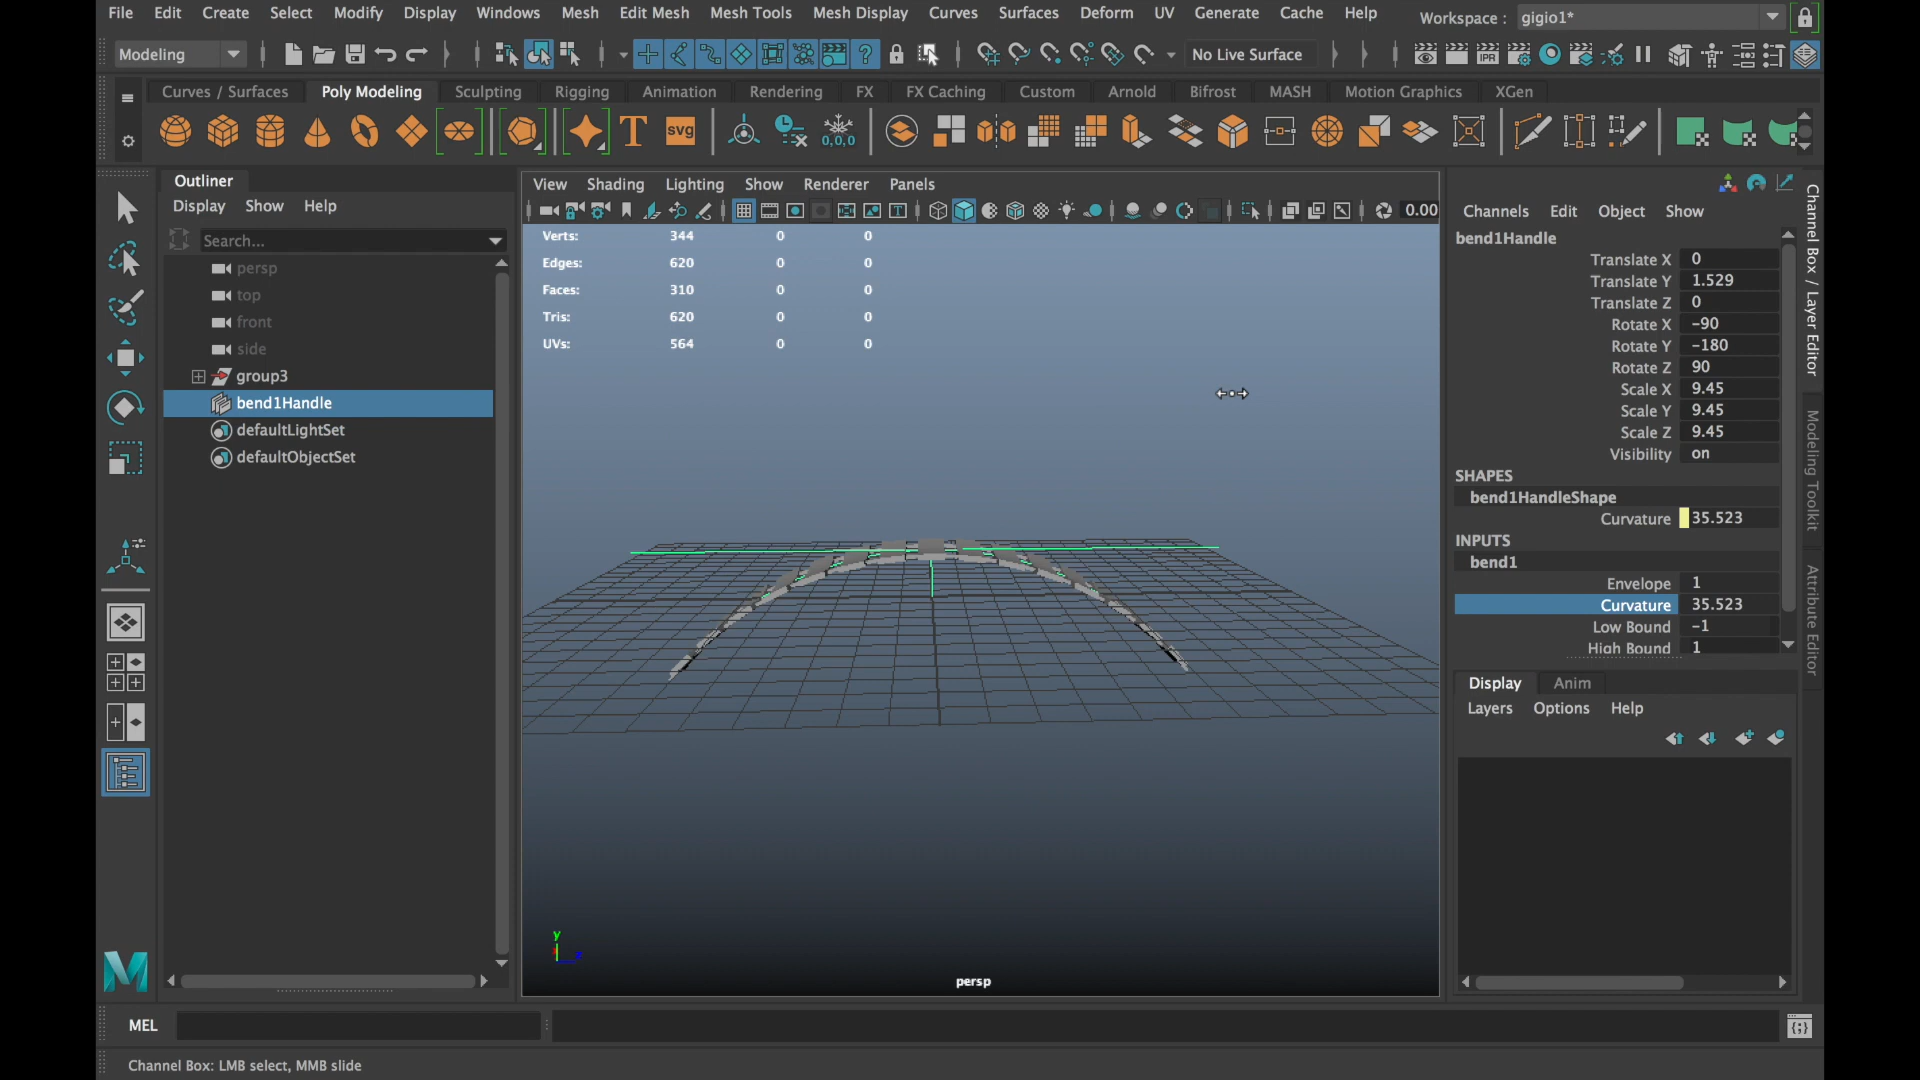 File Edit Create Select Modify Display Windows Mesh Edit Mesh Mesh Tools Mesh Display Curves Surfaces Deform UV Generate Cache Help Workspace : gigio1*
Modeling No Live Surface IPR
Curves / Surfaces Poly Modeling Sculpting Rigging Animation Rendering FX FX Caching Custom Arnold Bifrost MASH Motion Graphics XGen
T svg 0,0,0
Outliner
Display Show Help
Search...
persp
top
front
side
group3
bend1Handle
defaultLightSet
defaultObjectSet
View Shading Lighting Show Renderer Panels
0.00
Verts: 344 0 0
Edges: 620 0 0
Faces: 310 0 0
Tris: 620 0 0
UVs: 564 0 0
y
persp
Channels Edit Object Show
bend1Handle
Translate X 0
Translate Y 1.529
Translate Z 0
Rotate X -90
Rotate Y -180
Rotate Z 90
Scale X 9.45
Scale Y 9.45
Scale Z 9.45
Visibility on
SHAPES
bend1HandleShape
Curvature 35.523
INPUTS
bend1
Envelope 1
Curvature 35.523
Low Bound -1
High Bound 1
Display Anim
Layers Options Help
Channel Box / Layer Editor
Modeling Toolkit
Attribute Editor
M
MEL
Channel Box: LMB select, MMB slide